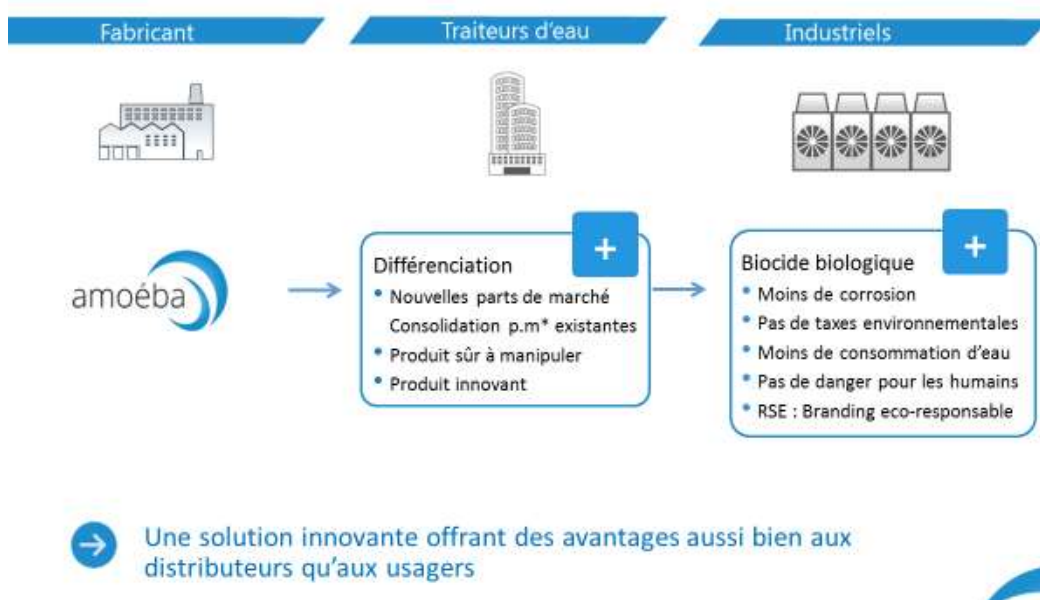 Fabricant
Traiteurs d'eau
Industriels
amoéba
+
Différenciation
• Nouvelles parts de marché
Consolidation p.m* existantes
• Produit sûr à manipuler
• Produit innovant
+
Biocide biologique
• Moins de corrosion
• Pas de taxes environnementales
• Moins de consommation d'eau
• Pas de danger pour les humains
• RSE : Branding eco-responsable
Une solution innovante offrant des avantages aussi bien aux
distributeurs qu'aux usagers